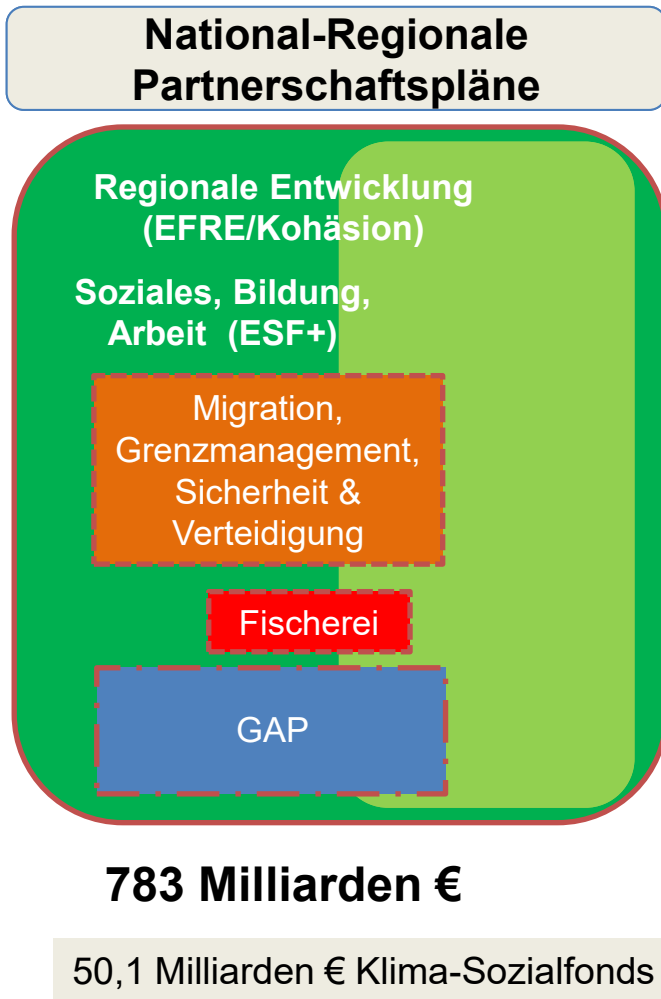 National-Regionale
Partnerschaftspläne
Regionale Entwicklung
(EFRE/Kohäsion)
Soziales, Bildung,
Arbeit (ESF+)
Migration,
Grenzmanagement,
Sicherheit &
Verteidigung
Fischerei
GAP
783 Milliarden €
50,1 Milliarden € Klima-Sozialfonds